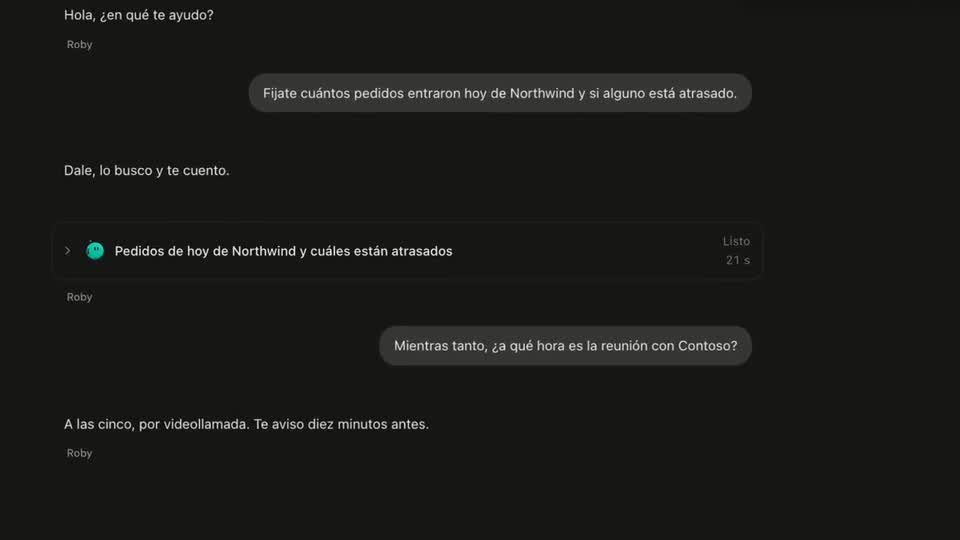 Hola, ¿en qué te ayudo?
Roby
Fijate cuántos pedidos entraron hoy de Northwind y si alguno está atrasado.
Dale, lo busco y te cuento.
Pedidos de hoy de Northwind y cuáles están atrasados
Listo
21 s
Roby
Mientras tanto, ¿a qué hora es la reunión con Contoso?
A las cinco, por videollamada. Te aviso diez minutos antes.
Roby